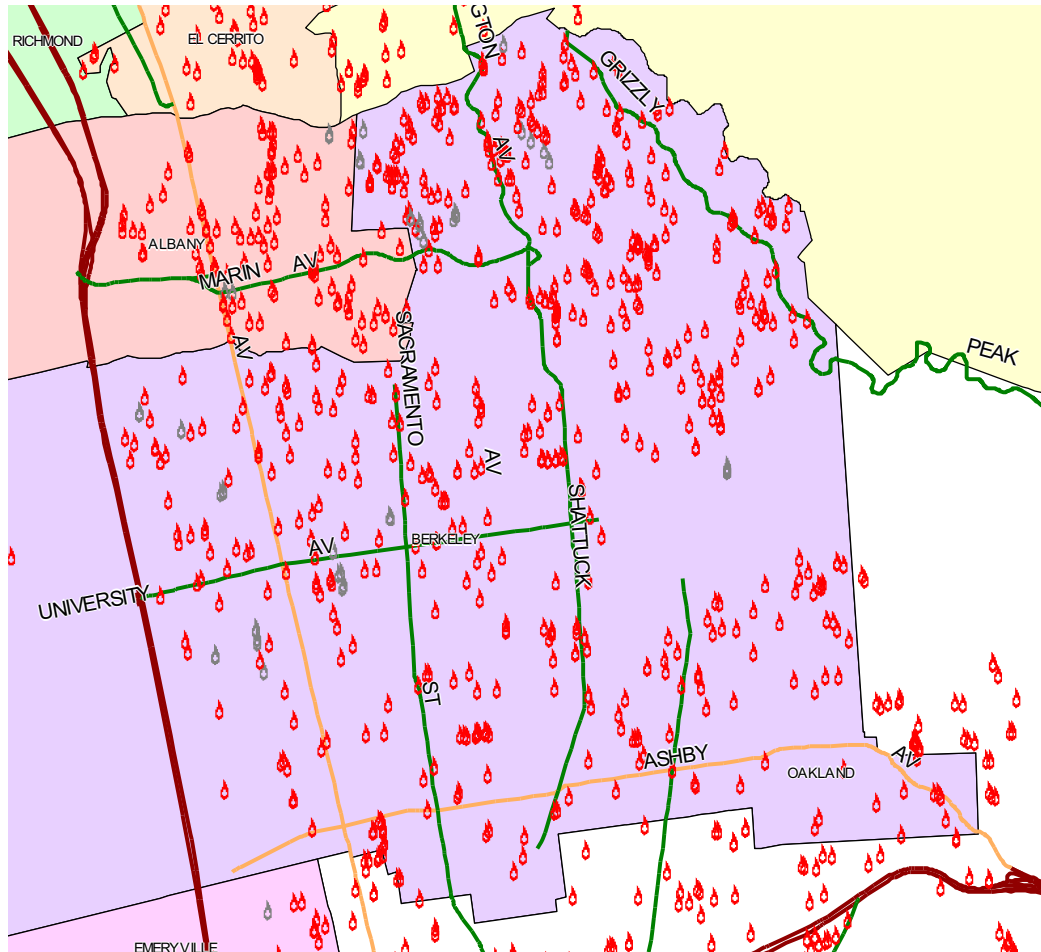 RICHMOND
EL CERRITO
GTON
AV
GRIZZLY
PEAK
ALBANY
MARIN
AV
AV
SACRAMENTO
AV
SHATTUCK
AV
BERKELEY
UNIVERSITY
ST
ASHBY
AV
OAKLAND
EMERYVILLE